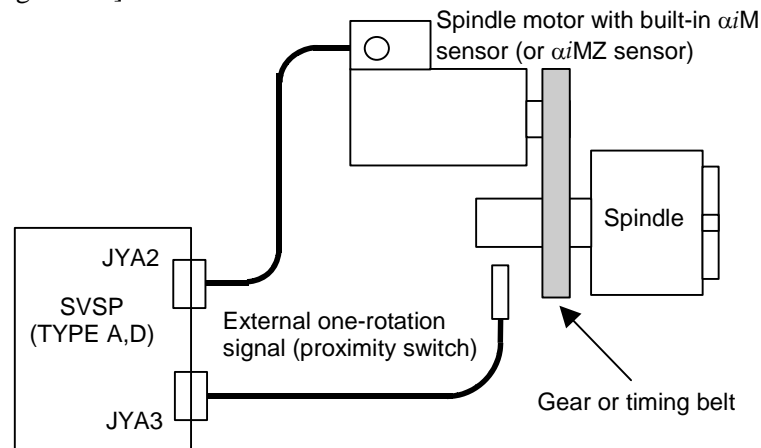 Spindle motor with built-in αiM
sensor (or αiMZ sensor)
JYA2
SVSP
(TYPE A,D)
Spindle
External one-rotation
signal (proximity switch)
JYA3
Gear or timing belt